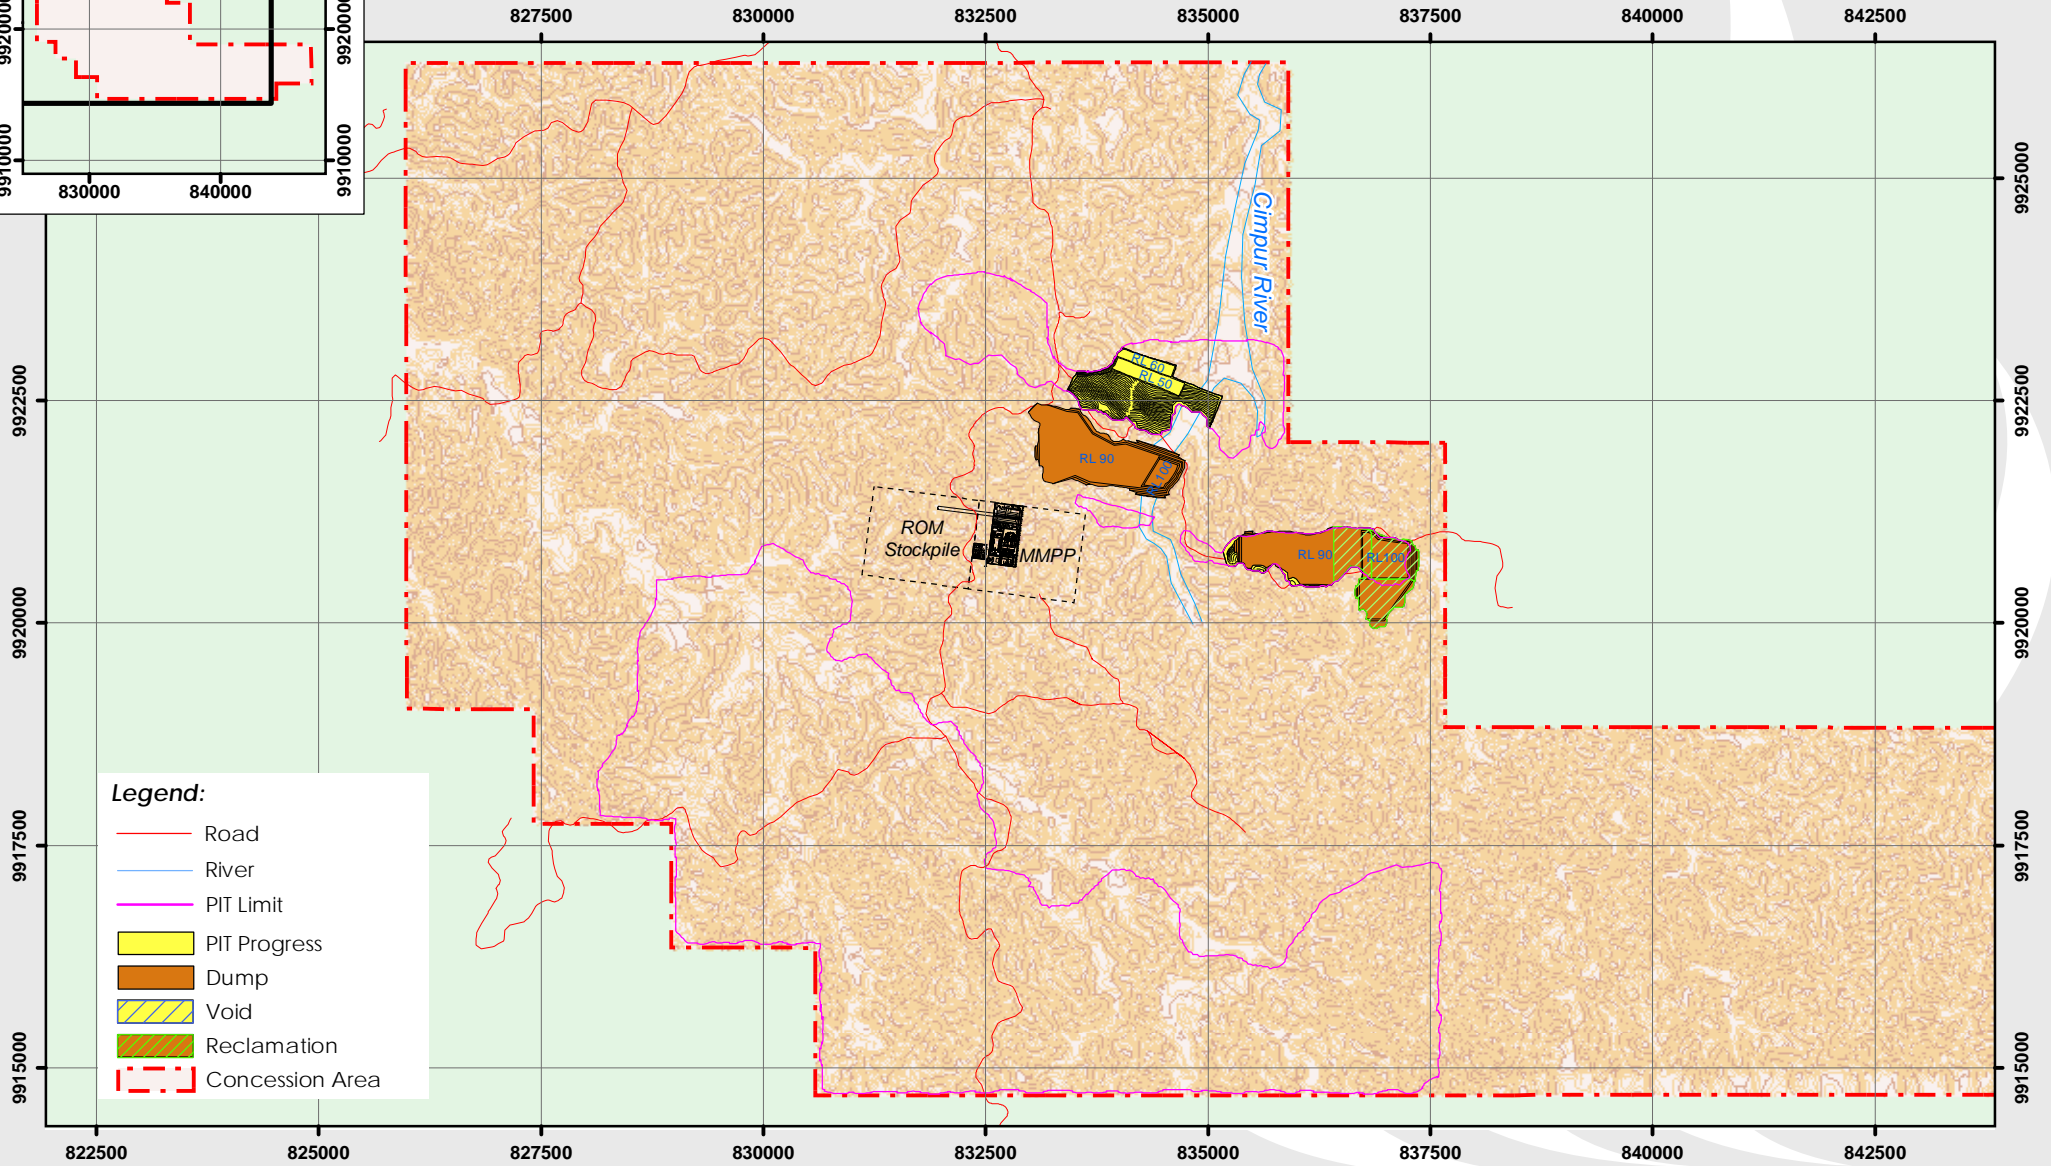 827500 830000 832500 835000 837500 840000 842500
9920000
9920000
9910000
9910000
830000 840000
9925000
9925000
Cimpur River
RL 60
RL 50
9922500
9922500
RL 90
RL 100
ROM
Stockpile
MMPP
RL 90
RL100
9920000
9920000
Legend:
Road
River
PIT Limit
PIT Progress
Dump
Void
Reclamation
Concession Area
9917500
9917500
9915000
9915000
822500 825000 827500 830000 832500 835000 837500 840000 842500